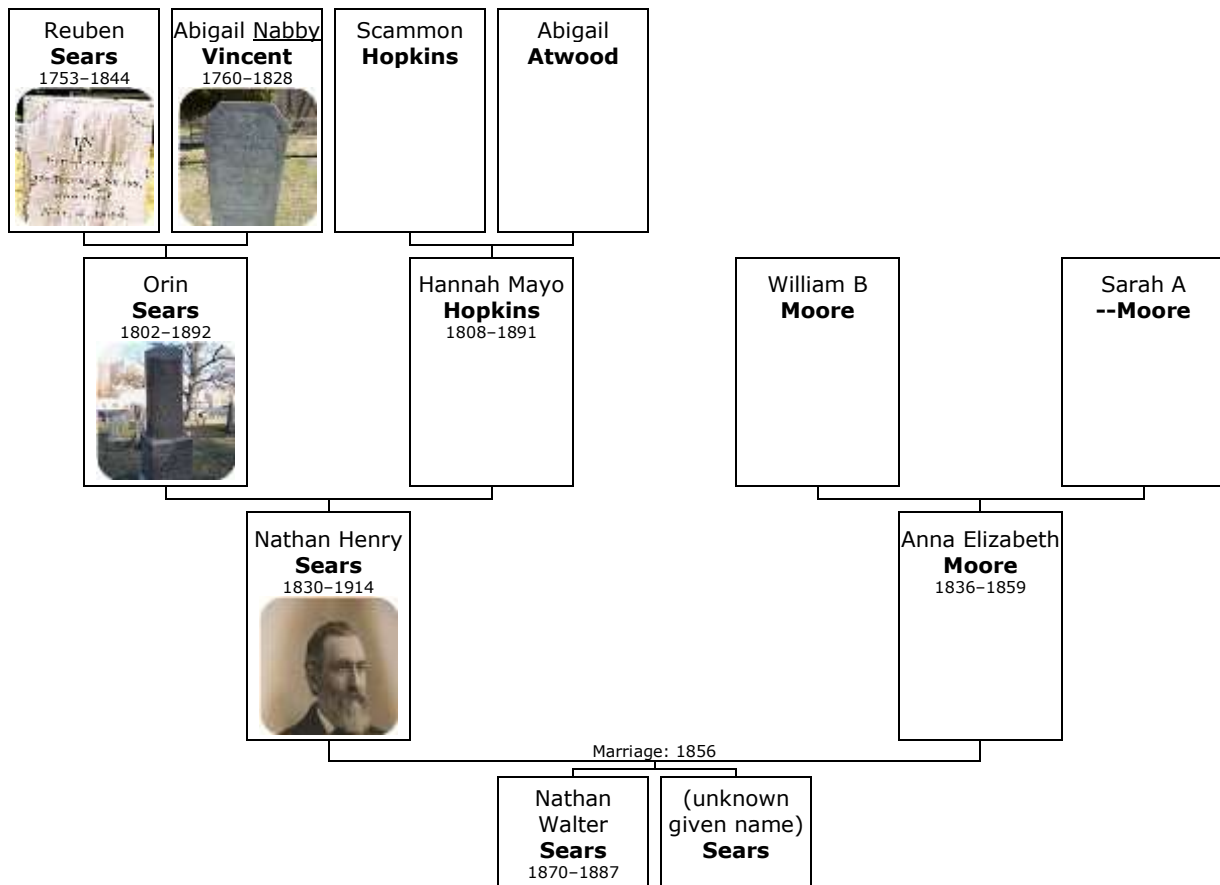 Reuben
Sears
1753–1844
Abigail Nabby
Vincent
1760–1828
Scammon
Hopkins
Abigail
Atwood
IN
Orin
Sears
1802–1892
Hannah Mayo
Hopkins
1808–1891
William B
Moore
Sarah A
--Moore
Nathan Henry
Sears
1830–1914
Anna Elizabeth
Moore
1836–1859
Marriage: 1856
Nathan
Walter
Sears
1870–1887
(unknown
given name)
Sears